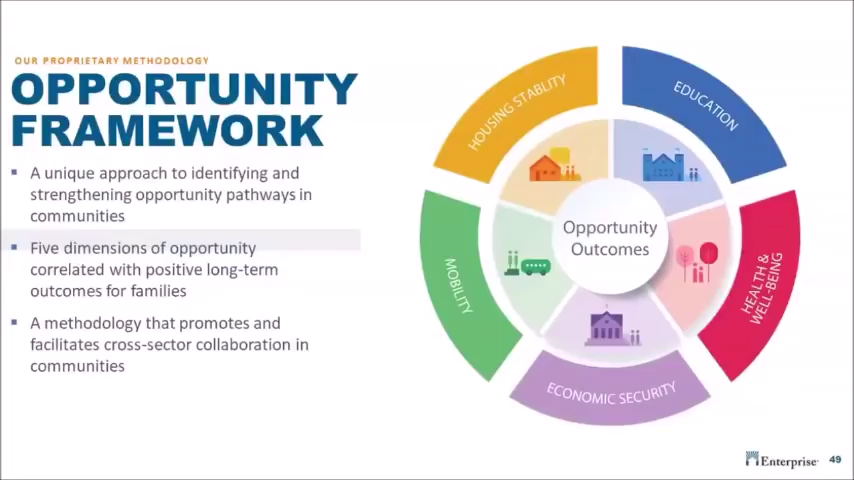 OUR PROPRIETARY METHODOLOGY
OPPORTUNITY
FRAMEWORK
▪ A unique approach to identifying and
strengthening opportunity pathways in
communities
▪ Five dimensions of opportunity
correlated with positive long-term
outcomes for families
▪ A methodology that promotes and
facilitates cross-sector collaboration in
communities
HOUSING STABLITY
EDUCATION
HEALTH &
WELL-BEING
ECONOMIC SECURITY
MOBILITY
Opportunity
Outcomes
Enterprise
49